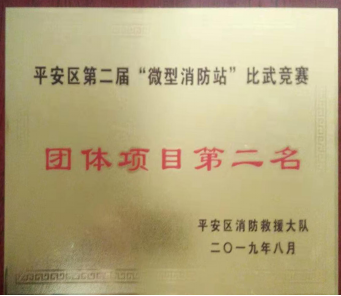 平安区第二届“微型消防站”比武竞赛
团体项目第二名
平安区消防救援大队
二〇一九年八月